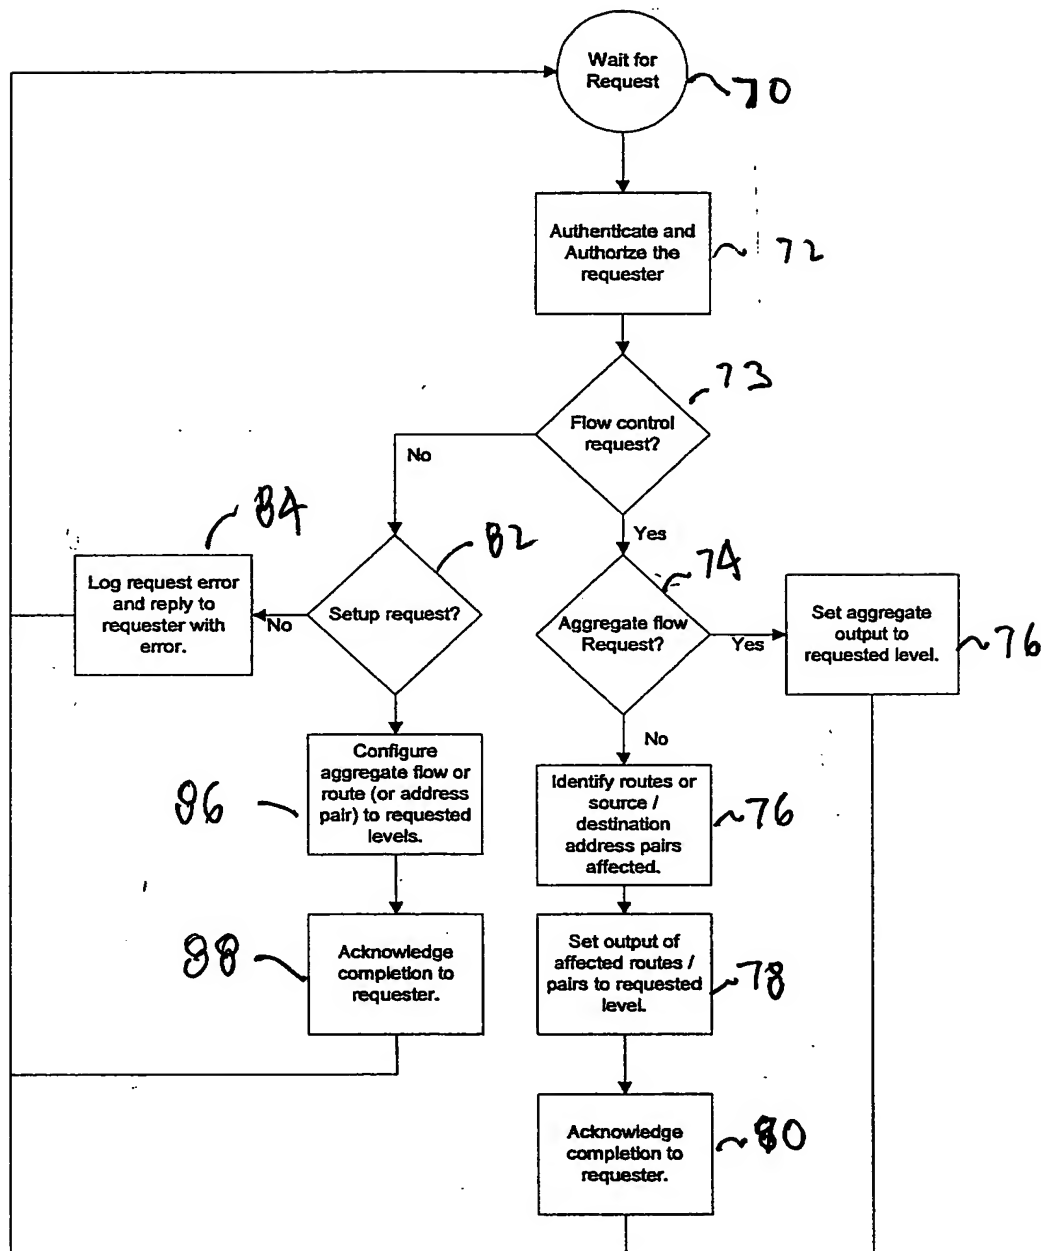 Wait for
Request
70
Authenticate and
Authorize the
requester
72
Flow control
request?
73
No
Yes
84
Log request error
and reply to
requester with
error.
No
Setup request?
82
Aggregate flow
Request?
74
Yes
Set aggregate
output to
requested level.
76
No
Configure
aggregate flow or
route (or address
pair) to requested
levels.
86
Identify routes or
source /
destination
address pairs
affected.
76
Acknowledge
completion to
requester.
88
Set output of
affected routes /
pairs to requested
level.
78
Acknowledge
completion to
requester.
80